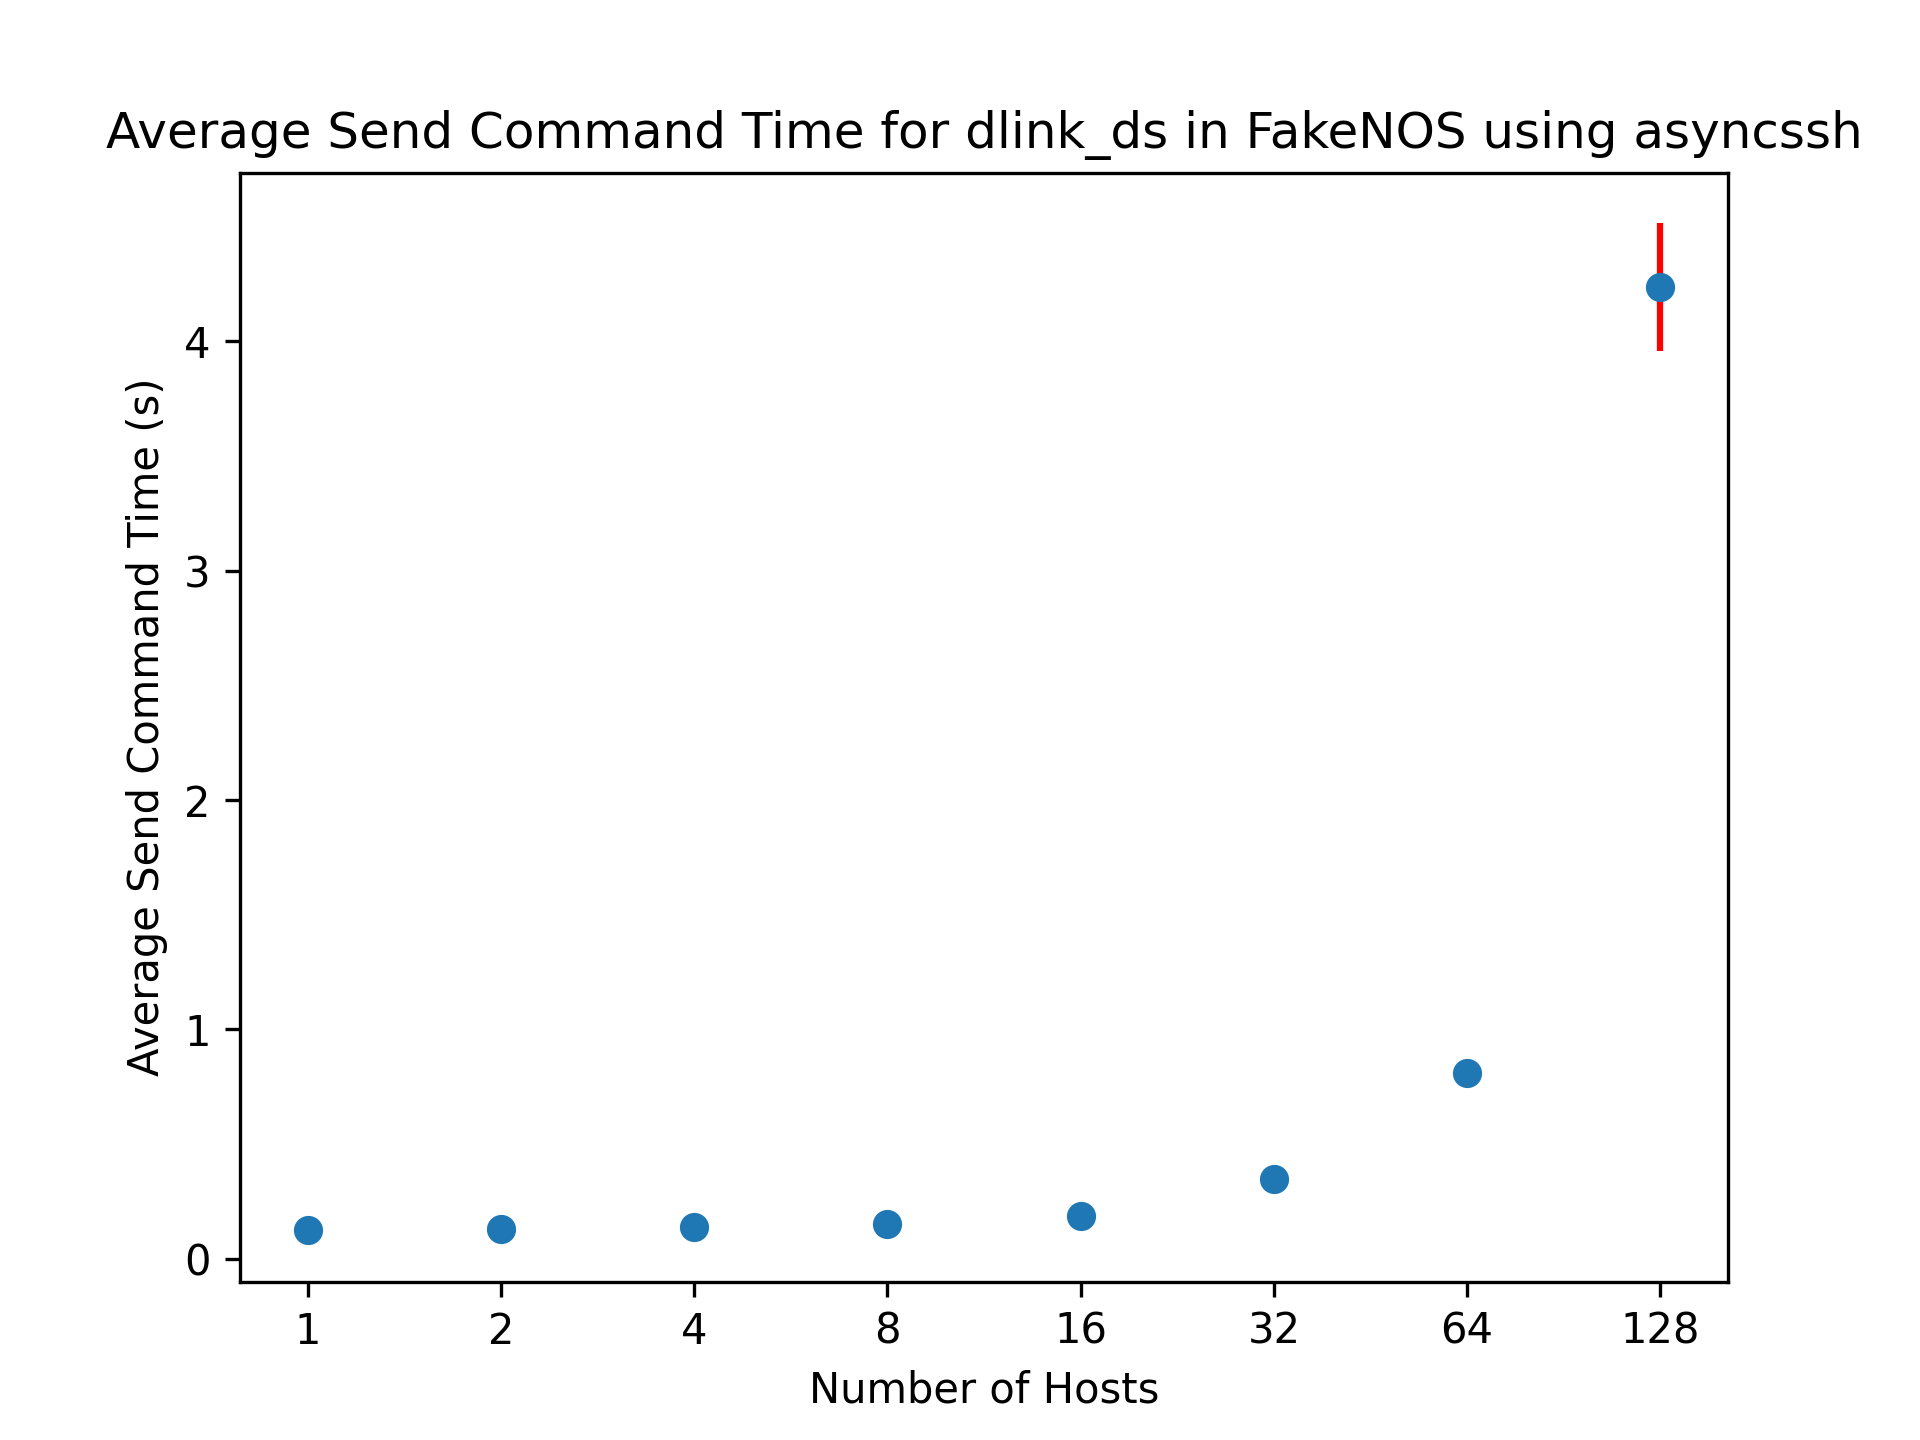 Average Send Command Time for dlink_ds in FakeNOS using asyncssh
Average Send Command Time (s)
4
3
2
1
0
1 2 4 8 16 32 64 128
Number of Hosts